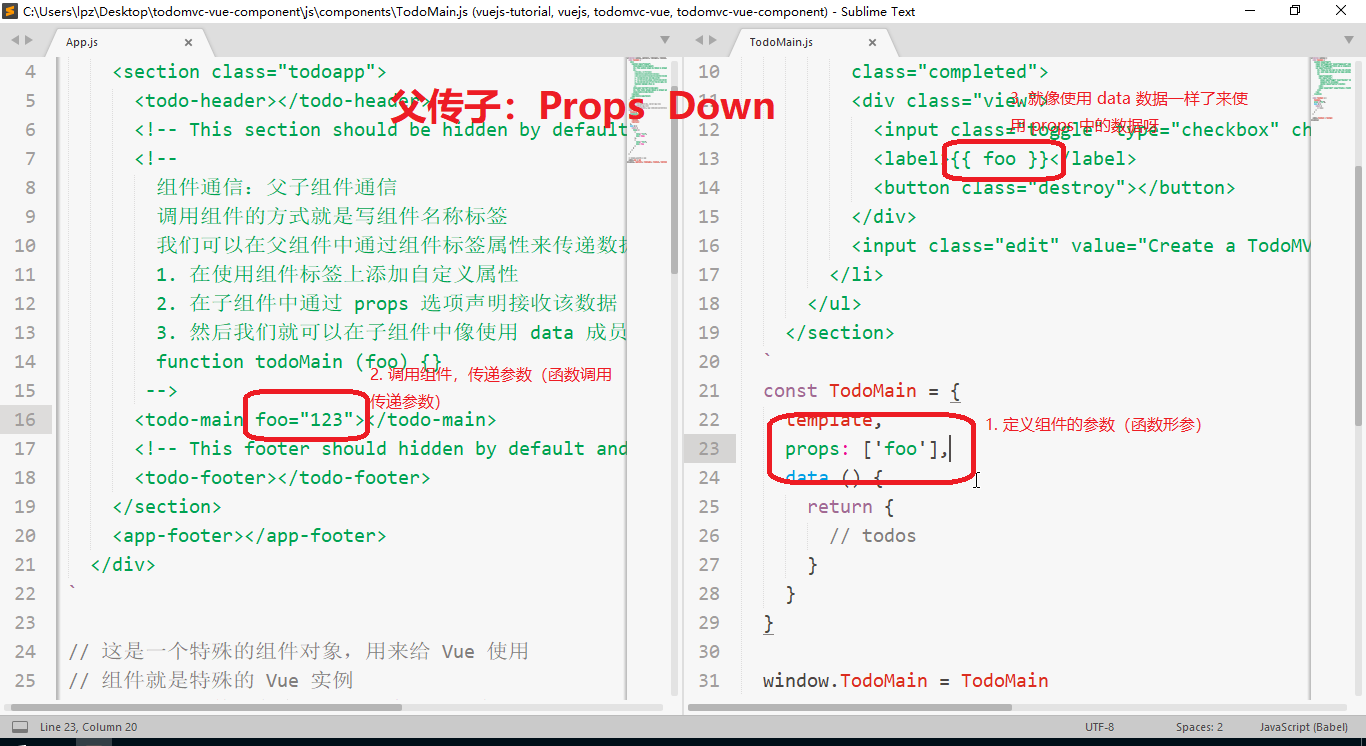 C:\Users\lpz\Desktop\todomvc-vue-component\js\components\TodoMain.js (vuejs-tutorial, vuejs, todomvc-vue, todomvc-vue-component) - Sublime Text
App.js
4 <section class="todoapp">
5 <todo-header></todo-header>
6 <!-- This section should be hidden by default
7 <!--
8 组件通信: 父子组件通信
9 调用组件的方式就是写组件名称标签
10 我们可以在父组件中通过组件标签属性来传递数据
11 1. 在使用组件标签上添加自定义属性
12 2. 在子组件中通过 props 选项声明接收该数据
13 3. 然后我们就可以在子组件中像使用 data 成员
14 function todoMain (foo) {}
15 -->
16 <todo-main foo="123"></todo-main>
17 <!-- This footer should hidden by default and
18 <todo-footer></todo-footer>
19 </section>
20 <app-footer></app-footer>
21 </div>
22 `
23
24 // 这是一个特殊的组件对象，用来给 Vue 使用
25 // 组件就是特殊的 Vue 实例
父传子：Props Down
2. 调用组件，传递参数（函数调用
传递参数）
TodoMain.js
10 class="completed">
11 <div class="view">
12 <input class="toggle" type="checkbox" ch
13 <label>{{ foo }}</label>
14 <button class="destroy"></button>
15 </div>
16 <input class="edit" value="Create a TodoMV
17 </li>
18 </ul>
19 </section>
20 `
21 const TodoMain = {
22 template,
23 props: ['foo'],
24 data () {
25 return {
26 // todos
27 }
28 }
29 }
30
31 window.TodoMain = TodoMain
3. 就像使用 data 数据一样了来使
用 props 中的数据呀
1. 定义组件的参数（函数形参）
Line 23, Column 20
UTF-8
Spaces: 2
JavaScript (Babel)